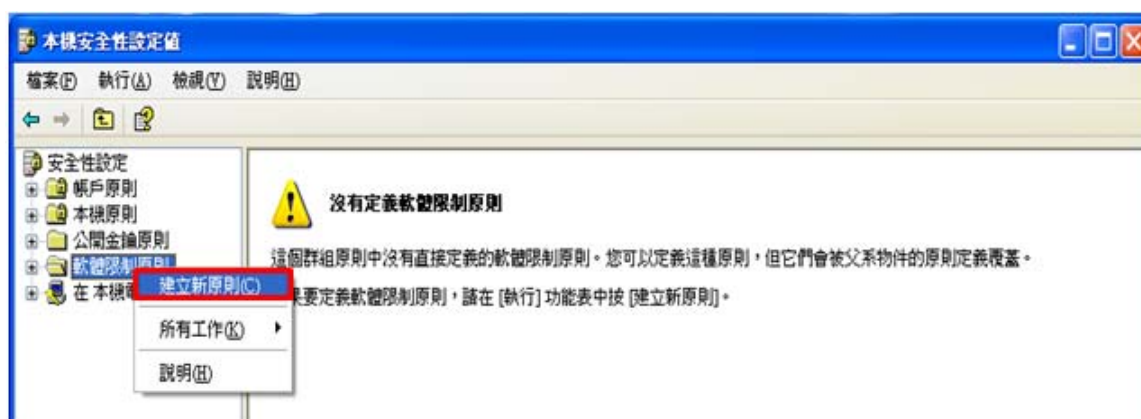 本機安全性設定值
檔案(F) 執行(A) 檢視(V) 說明(H)
安全性設定
帳戶原則
本機原則
公開金鑰原則
軟體限制原則
在 本機
建立新原則(C)
所有工作(K)
說明(H)
沒有定義軟體限制原則
這個群組原則中沒有直接定義的軟體限制原則。您可以定義這種原則，但它們會被父系物件的原則定義覆蓋。
要定義軟體限制原則，請在 [執行] 功能表中按 [建立新原則]。